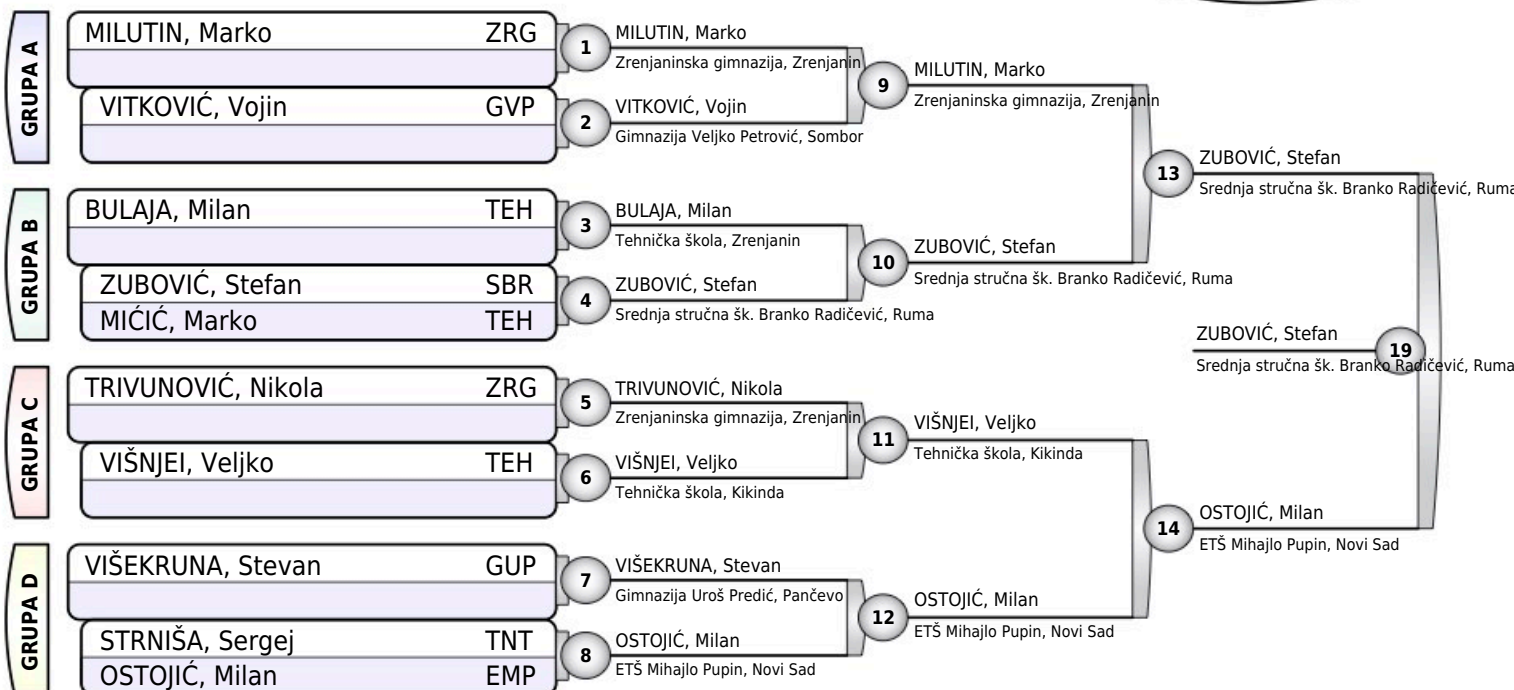 GRUPA A
MILUTIN, Marko ZRG
VITKOVIĆ, Vojin GVP
1
MILUTIN, Marko
Zrenjaninska gimnazija, Zrenjanin
2
VITKOVIĆ, Vojin
Gimnazija Veljko Petrović, Sombor
9
MILUTIN, Marko
Zrenjaninska gimnazija, Zrenjanin
GRUPA B
BULAJA, Milan TEH
ZUBOVIĆ, Stefan SBR
MIĆIĆ, Marko TEH
3
BULAJA, Milan
Tehnička škola, Zrenjanin
4
ZUBOVIĆ, Stefan
Srednja stručna šk. Branko Radičević, Ruma
10
ZUBOVIĆ, Stefan
Srednja stručna šk. Branko Radičević, Ruma
13
ZUBOVIĆ, Stefan
Srednja stručna šk. Branko Radičević, Ruma
GRUPA C
TRIVUNOVIĆ, Nikola ZRG
VIŠNJEI, Veljko TEH
5
TRIVUNOVIĆ, Nikola
Zrenjaninska gimnazija, Zrenjanin
6
VIŠNJEI, Veljko
Tehnička škola, Kikinda
11
VIŠNJEI, Veljko
Tehnička škola, Kikinda
GRUPA D
VIŠEKRUNA, Stevan GUP
STRNIŠA, Sergej TNT
OSTOJIĆ, Milan EMP
7
VIŠEKRUNA, Stevan
Gimnazija Uroš Predić, Pančevo
8
OSTOJIĆ, Milan
ETŠ Mihajlo Pupin, Novi Sad
12
OSTOJIĆ, Milan
ETŠ Mihajlo Pupin, Novi Sad
14
OSTOJIĆ, Milan
ETŠ Mihajlo Pupin, Novi Sad
19
ZUBOVIĆ, Stefan
Srednja stručna šk. Branko Radičević, Ruma